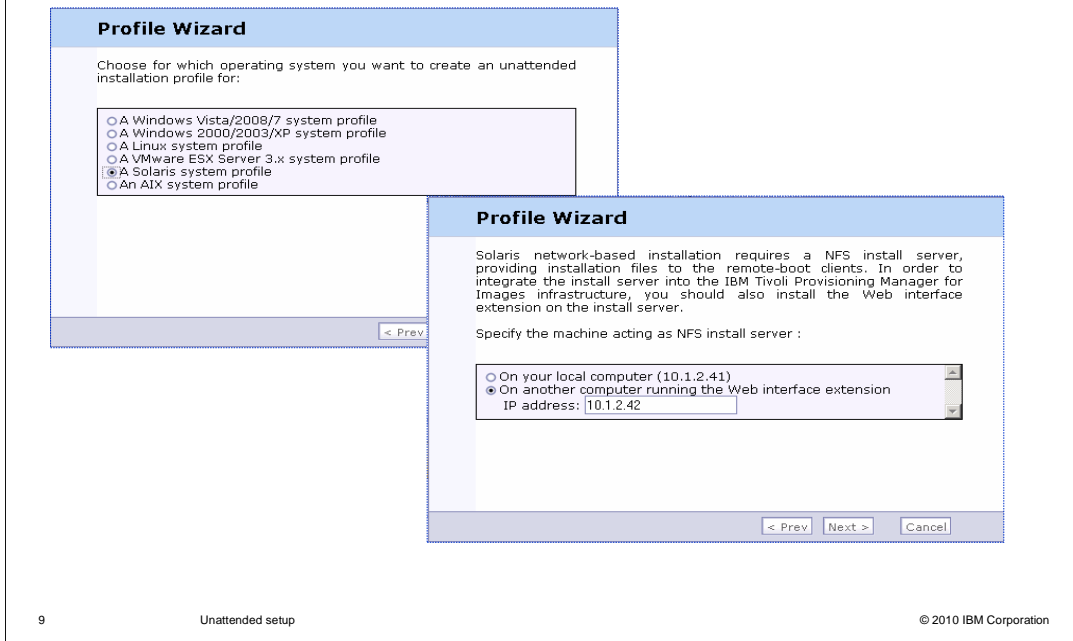 Profile Wizard
Choose for which operating system you want to create an unattended
installation profile for:
A Windows Vista/2008/7 system profile
A Windows 2000/2003/XP system profile
A Linux system profile
A VMware ESX Server 3.x system profile
A Solaris system profile
An AIX system profile
< Prev
Profile Wizard
Solaris network-based installation requires a NFS install server,
providing installation files to the remote-boot clients. In order to
integrate the install server into the IBM Tivoli Provisioning Manager for
Images infrastructure, you should also install the Web interface
extension on the install server.
Specify the machine acting as NFS install server :
On your local computer (10.1.2.41)
On another computer running the Web interface extension
IP address: 10.1.2.42
< Prev Next > Cancel
9 Unattended setup © 2010 IBM Corporation